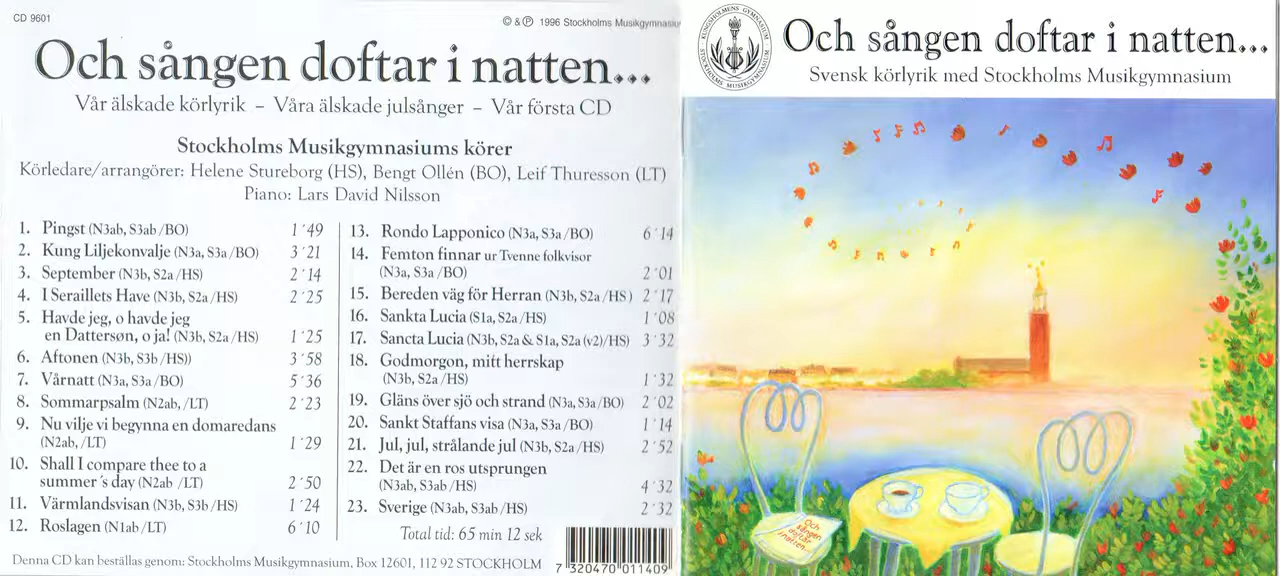 CD 9601
© & ℗ 1996 Stockholms Musikgymnasiu
Och sången doftar i natten...
Vår älskade körlyrik – Våra älskade julsånger – Vår första CD
Stockholms Musikgymnasiums körer
Körledare/arrangörer: Helene Stureborg (HS), Bengt Ollén (BO), Leif Thuresson (LT)
Piano: Lars David Nilsson
1. Pingst (N3ab, S3ab /BO) 1´49
2. Kung Liljekonvalje (N3a, S3a /BO) 3´21
3. September (N3b, S2a /HS) 2´14
4. I Seraillets Have (N3b, S2a /HS) 2´25
5. Havde jeg, o havde jeg
en Dattersøn, o ja! (N3b, S2a /HS) 1´25
6. Aftonen (N3b, S3b /HS)) 3´58
7. Vårnatt (N3a, S3a /BO) 5´36
8. Sommarpsalm (N2ab, /LT) 2´23
9. Nu vilje vi begynna en domaredans
(N2ab, /LT) 1´29
10. Shall I compare thee to a
summer´s day (N2ab /LT) 2´50
11. Värmlandsvisan (N3b, S3b /HS) 1´24
12. Roslagen (N1ab /LT) 6´10
13. Rondo Lapponico (N3a, S3a /BO) 6´14
14. Femton finnar ur Tvenne folkvisor
(N3a, S3a /BO) 2´01
15. Bereden väg för Herran (N3b, S2a /HS ) 2´17
16. Sankta Lucia (S1a, S2a /HS) 1´08
17. Sancta Lucia (N3b, S2a & S1a, S2a (v2)/HS) 3´32
18. Godmorgon, mitt herrskap
(N3b, S2a /HS) 1´32
19. Gläns över sjö och strand (N3a, S3a /BO) 2´02
20. Sankt Staffans visa (N3a, S3a /BO) 1´14
21. Jul, jul, strålande jul (N3b, S2a /HS) 2´52
22. Det är en ros utsprungen
(N3ab, S3ab /HS) 4´32
23. Sverige (N3ab, S3ab /HS) 2´32
Total tid: 65 min 12 sek
Denna CD kan beställas genom: Stockholms Musikgymnasium, Box 12601, 112 92 STOCKHOLM
7 320470 011409
KUNGSHOLMENS GYMNASIUM
STOCKHOLMS MUSIKGYMNASIUM
Och sången doftar i natten...
Svensk körlyrik med Stockholms Musikgymnasium
Och
sången
doftar
i natten...